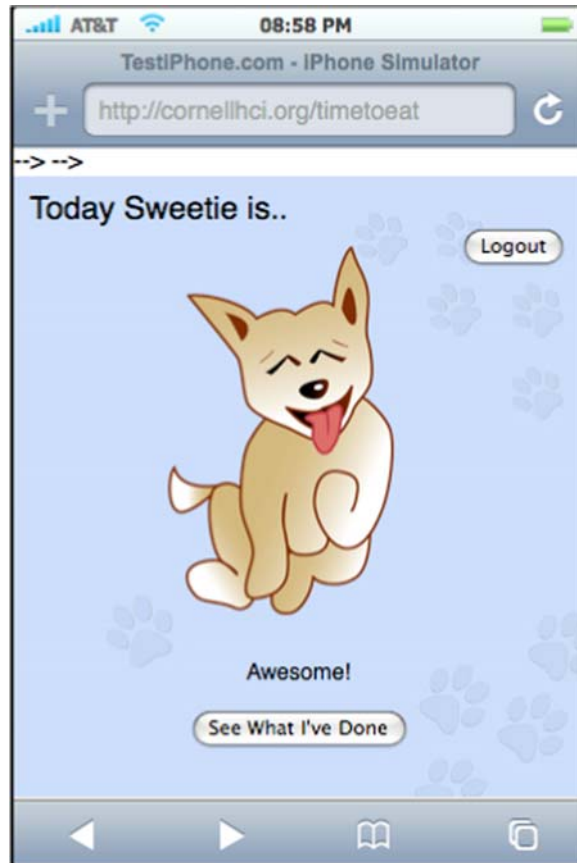 AT&T 08:58 PM
TestiPhone.com - iPhone Simulator
http://cornellhci.org/timetoeat
--> -->
Today Sweetie is..
Logout
Awesome!
See What I've Done